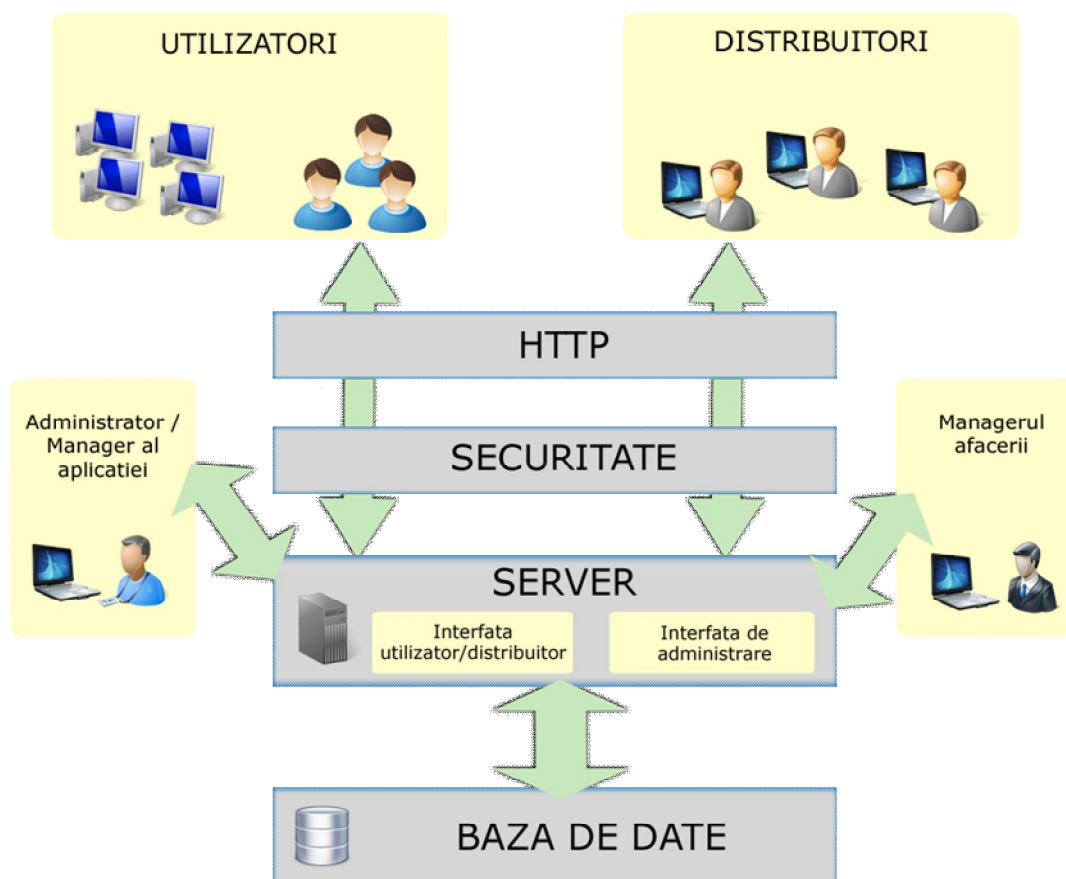 UTILIZATORI
DISTRIBUITORI
HTTP
Administrator /
Manager al
aplicatiei
SECURITATE
Managerul
afacerii
SERVER
Interfata
utilizator/distribuitor
Interfata de
administrare
BAZA DE DATE